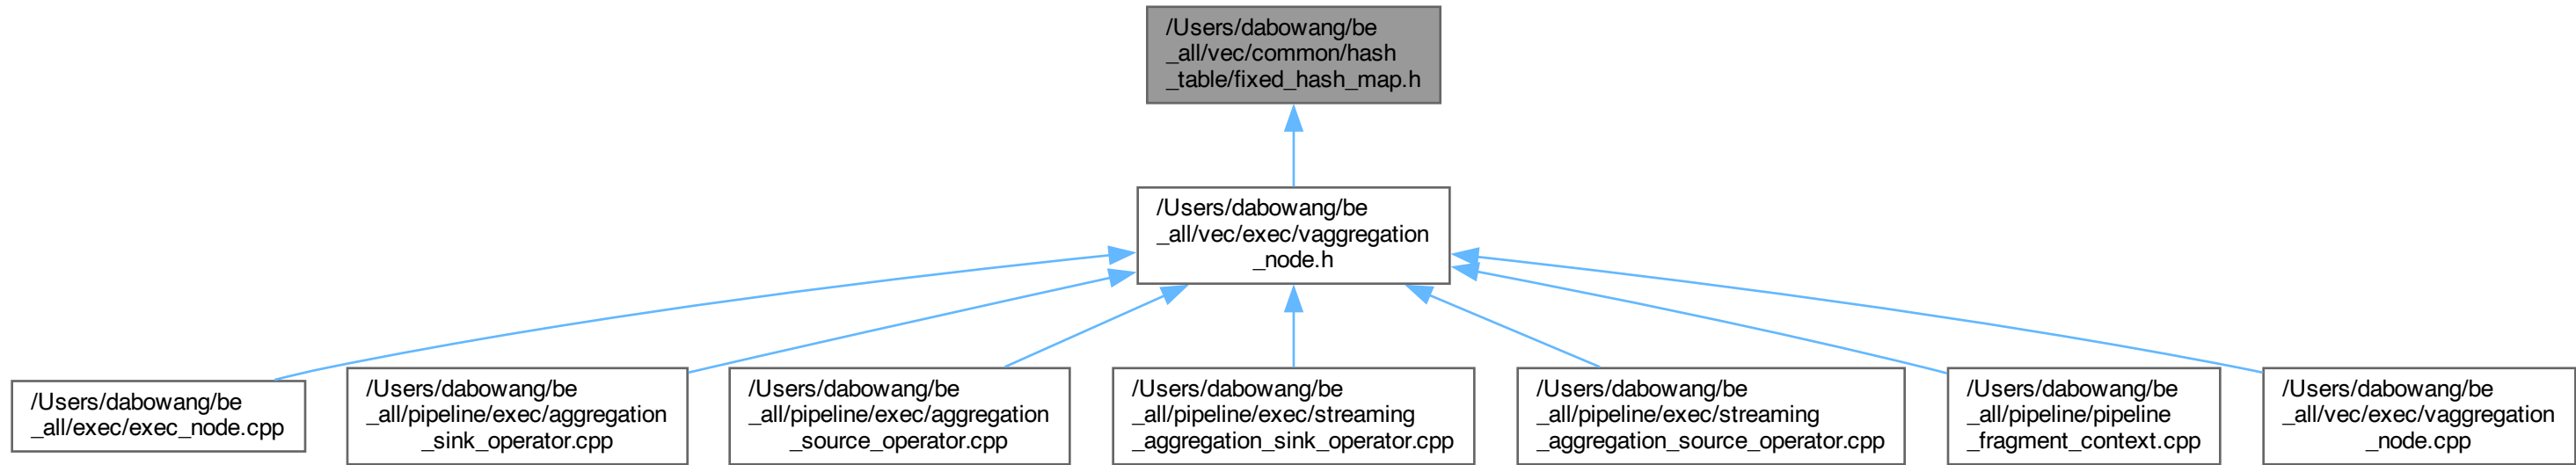 /Users/dabowang/be
_all/vec/common/hash
_table/fixed_hash_map.h
/Users/dabowang/be
_all/vec/exec/vaggregation
_node.h
/Users/dabowang/be
_all/exec/exec_node.cpp
/Users/dabowang/be
_all/pipeline/exec/aggregation
_sink_operator.cpp
/Users/dabowang/be
_all/pipeline/exec/aggregation
_source_operator.cpp
/Users/dabowang/be
_all/pipeline/exec/streaming
_aggregation_sink_operator.cpp
/Users/dabowang/be
_all/pipeline/exec/streaming
_aggregation_source_operator.cpp
/Users/dabowang/be
_all/pipeline/pipeline
_fragment_context.cpp
/Users/dabowang/be
_all/vec/exec/vaggregation
_node.cpp